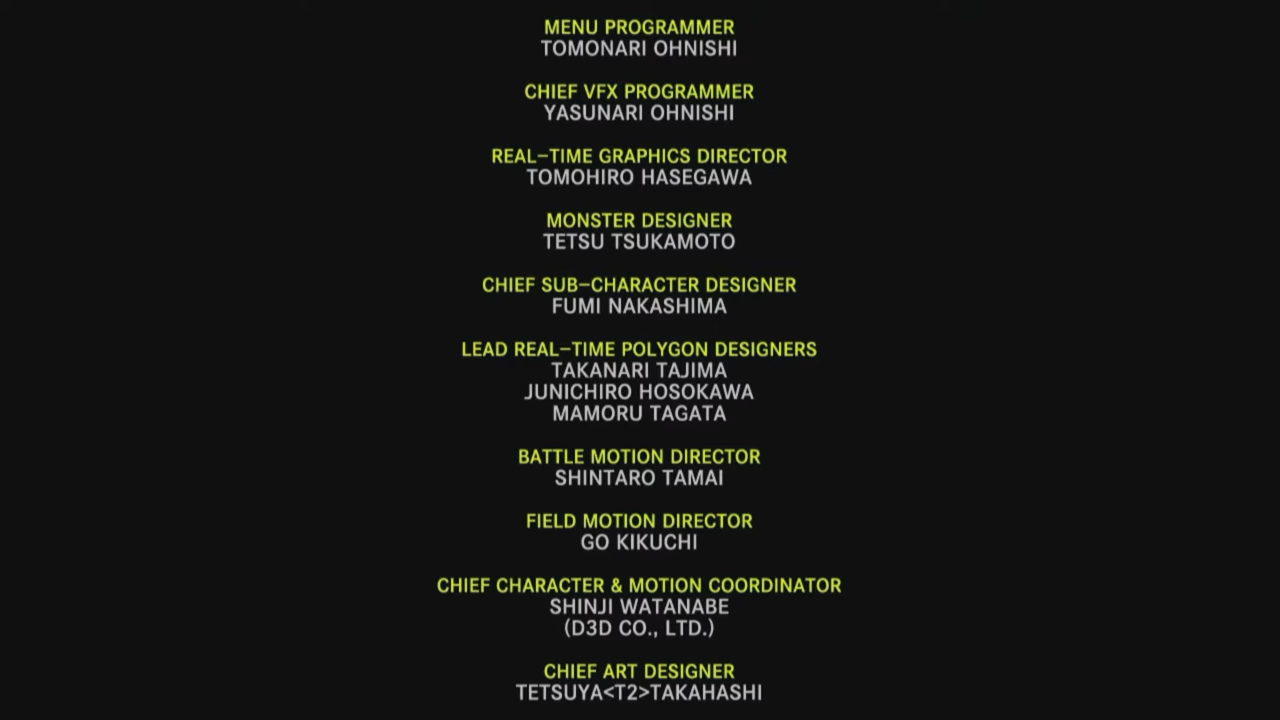 MENU PROGRAMMER
TOMONARI OHNISHI
CHIEF VFX PROGRAMMER
YASUNARI OHNISHI
REAL-TIME GRAPHICS DIRECTOR
TOMOHIRO HASEGAWA
MONSTER DESIGNER
TETSU TSUKAMOTO
CHIEF SUB-CHARACTER DESIGNER
FUMI NAKASHIMA
LEAD REAL-TIME POLYGON DESIGNERS
TAKANARI TAJIMA
JUNICHIRO HOSOKAWA
MAMORU TAGATA
BATTLE MOTION DIRECTOR
SHINTARO TAMAI
FIELD MOTION DIRECTOR
GO KIKUCHI
CHIEF CHARACTER & MOTION COORDINATOR
SHINJI WATANABE
(D3D CO., LTD.)
CHIEF ART DESIGNER
TETSUYA<T2>TAKAHASHI